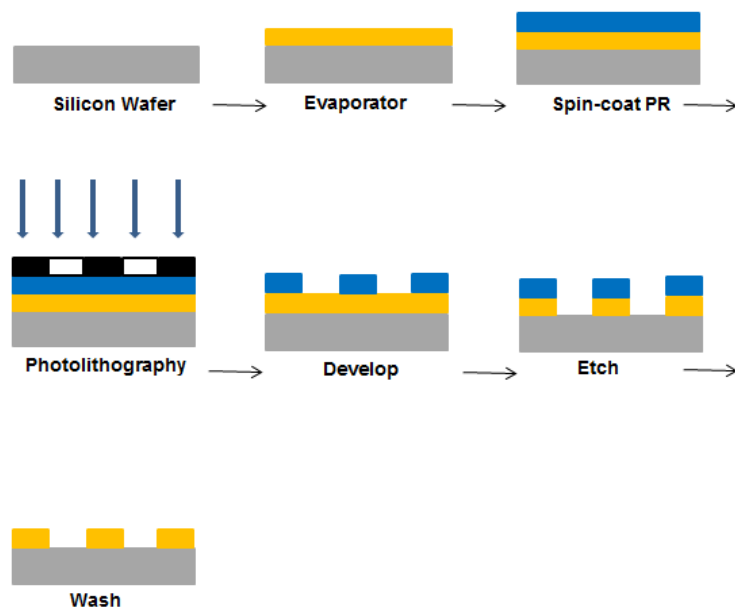 Silicon Wafer
Evaporator
Spin-coat PR
Photolithography
Develop
Etch
Wash